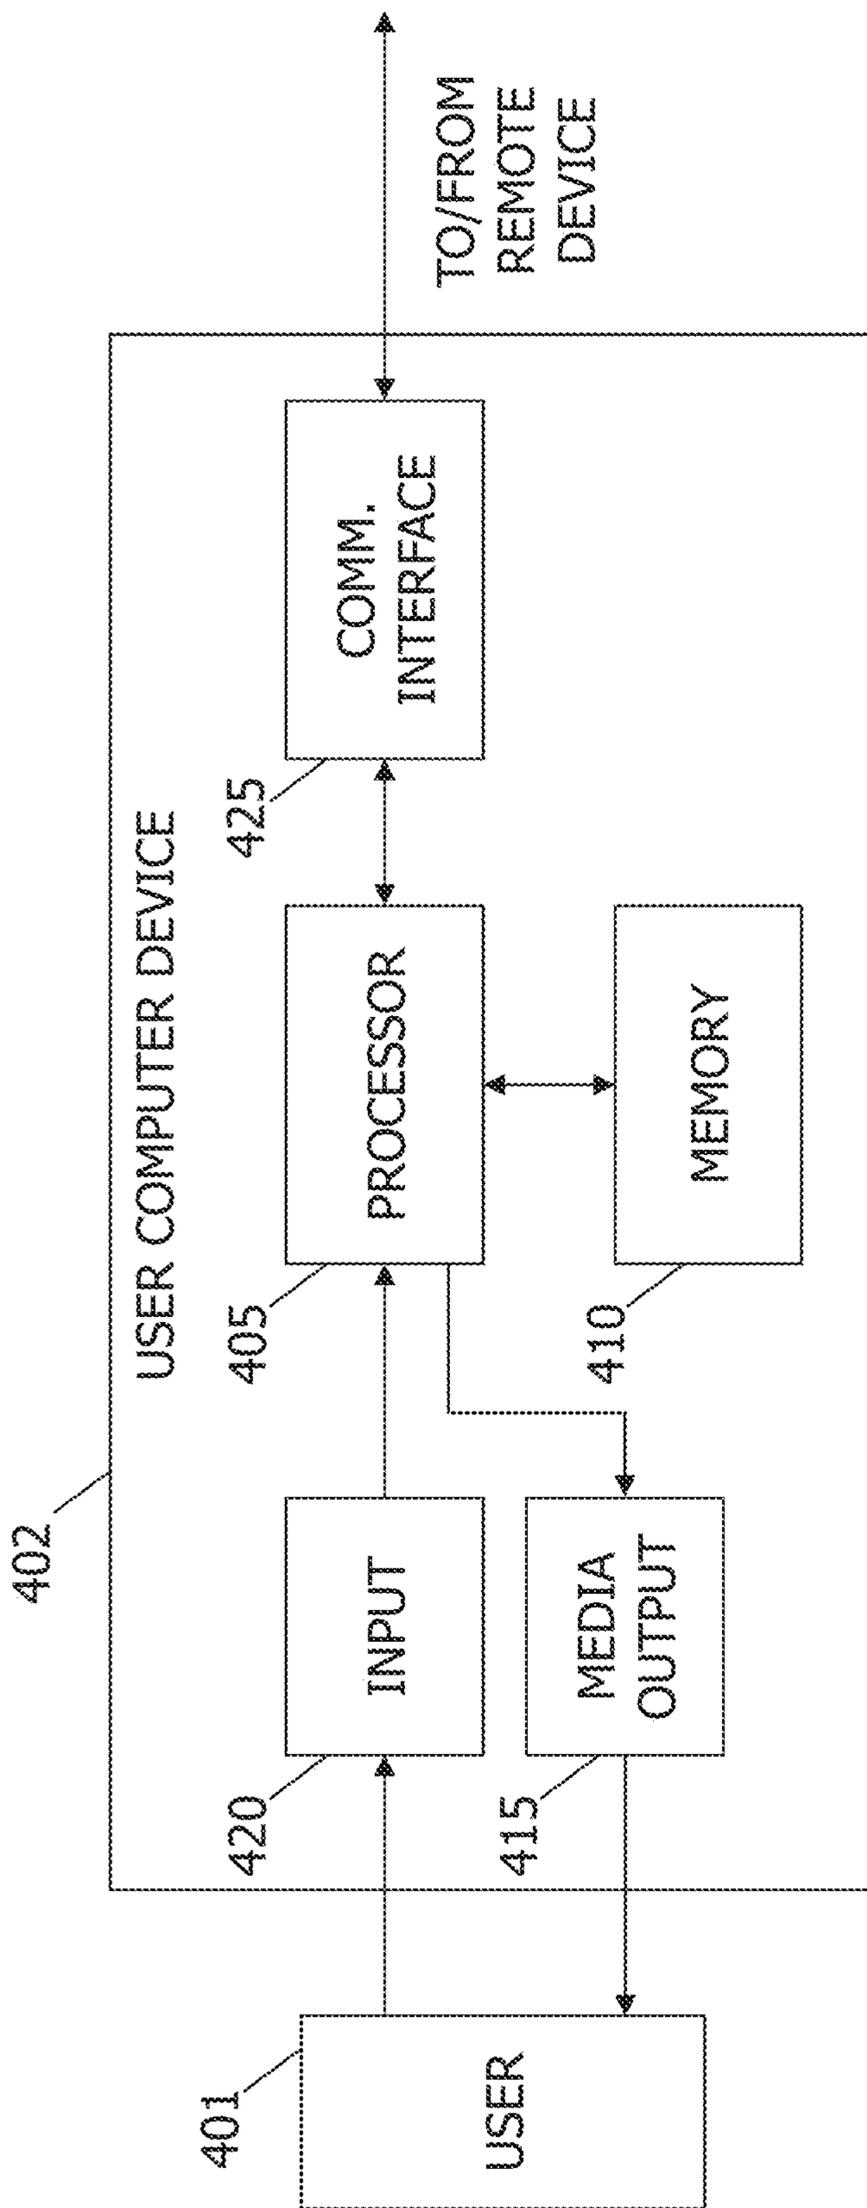 402
USER COMPUTER DEVICE
401
USER
420
INPUT
405
PROCESSOR
425
COMM.
INTERFACE
TO/FROM
REMOTE
DEVICE
415
MEDIA
OUTPUT
410
MEMORY